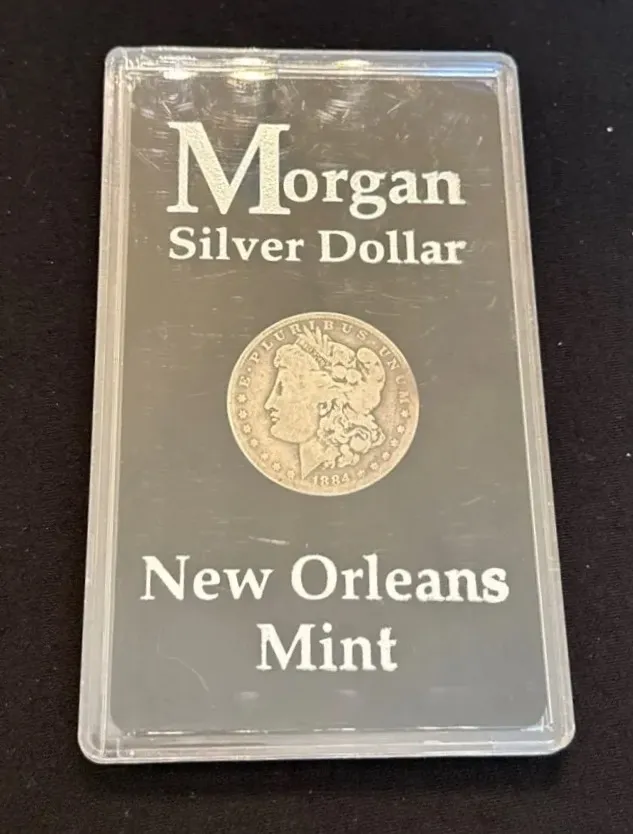 Morgan
Silver Dollar
E·PLURIBUS·UNUM
1884
New Orleans
Mint